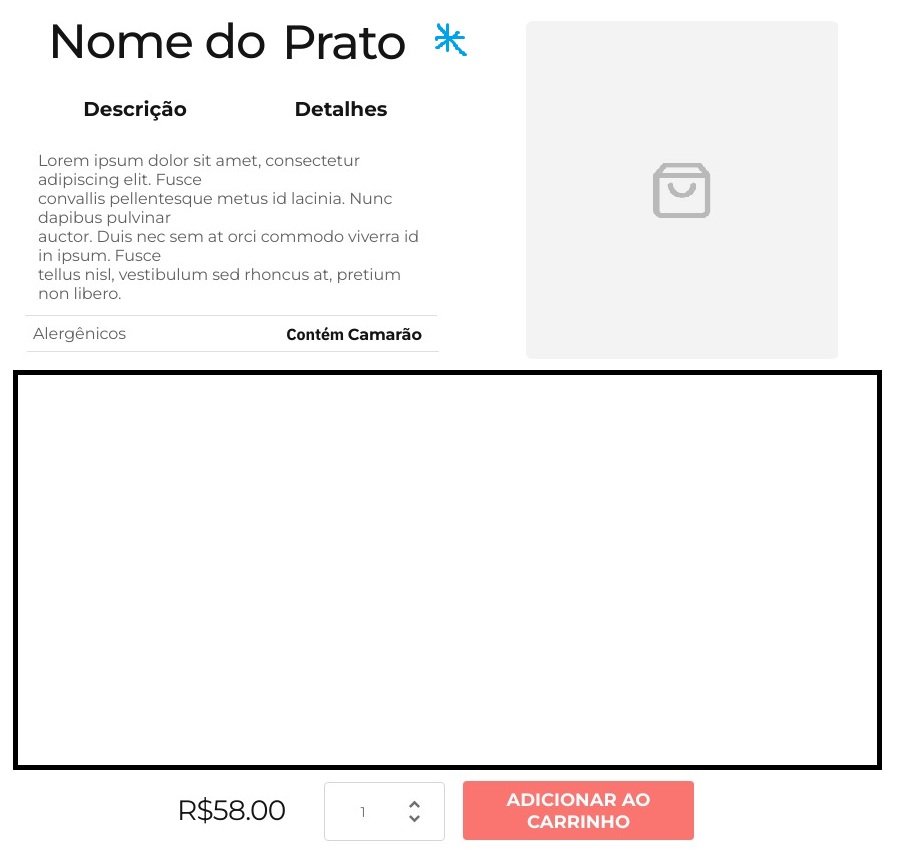 Nome do Prato
Descrição Detalhes
Lorem ipsum dolor sit amet, consectetur
adipiscing elit. Fusce
convallis pellentesque metus id lacinia. Nunc
dapibus pulvinar
auctor. Duis nec sem at orci commodo viverra id
in ipsum. Fusce
tellus nisl, vestibulum sed rhoncus at, pretium
non libero.
Alergênicos Contém Camarão
R$58.00 1 ADICIONAR AO
CARRINHO